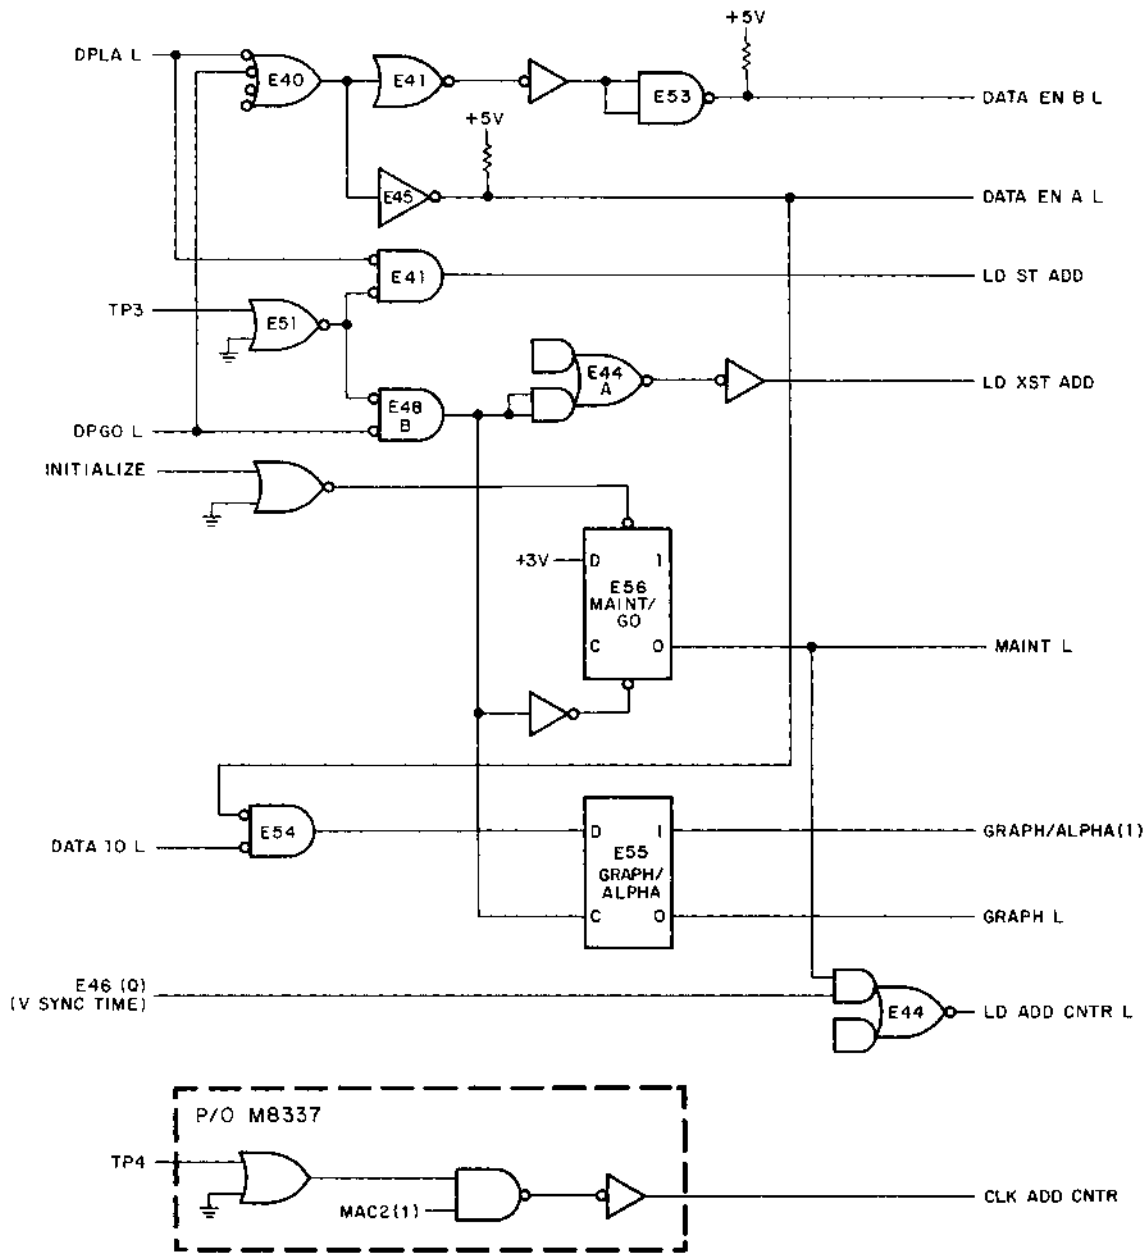 +5V
DPLA L
E40
E41
E53
DATA EN B L
+5V
E45
DATA EN A L
E41
LD ST ADD
TP3
E51
E44
A
LD XST ADD
E48
B
DPGO L
INITIALIZE
+3V
D 1
E56
MAINT/
GO
C 0
MAINT L
E54
DATA 10 L
D 1
E55
GRAPH/
ALPHA
C 0
GRAPH/ALPHA(1)
GRAPH L
E46 (Q)
(V SYNC TIME)
E44
LD ADD CNTR L
P/O M8337
TP4
MAC2(1)
CLK ADD CNTR